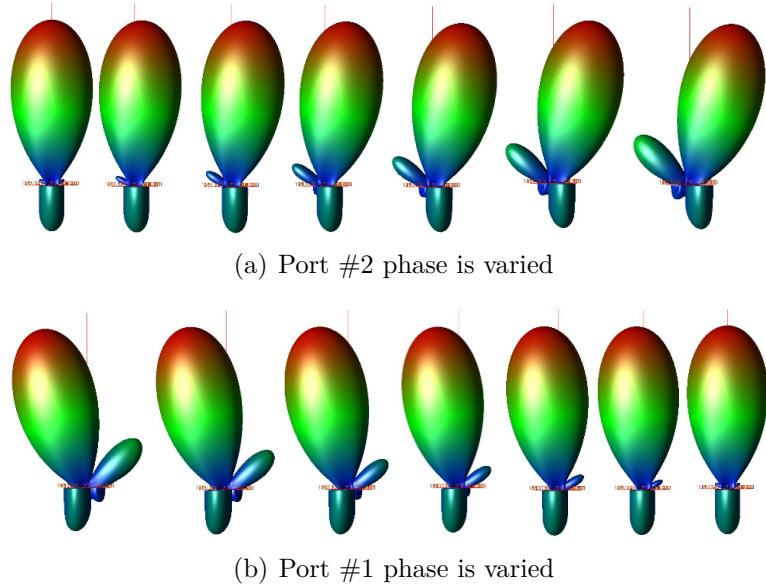 (a) Port #2 phase is varied
(b) Port #1 phase is varied